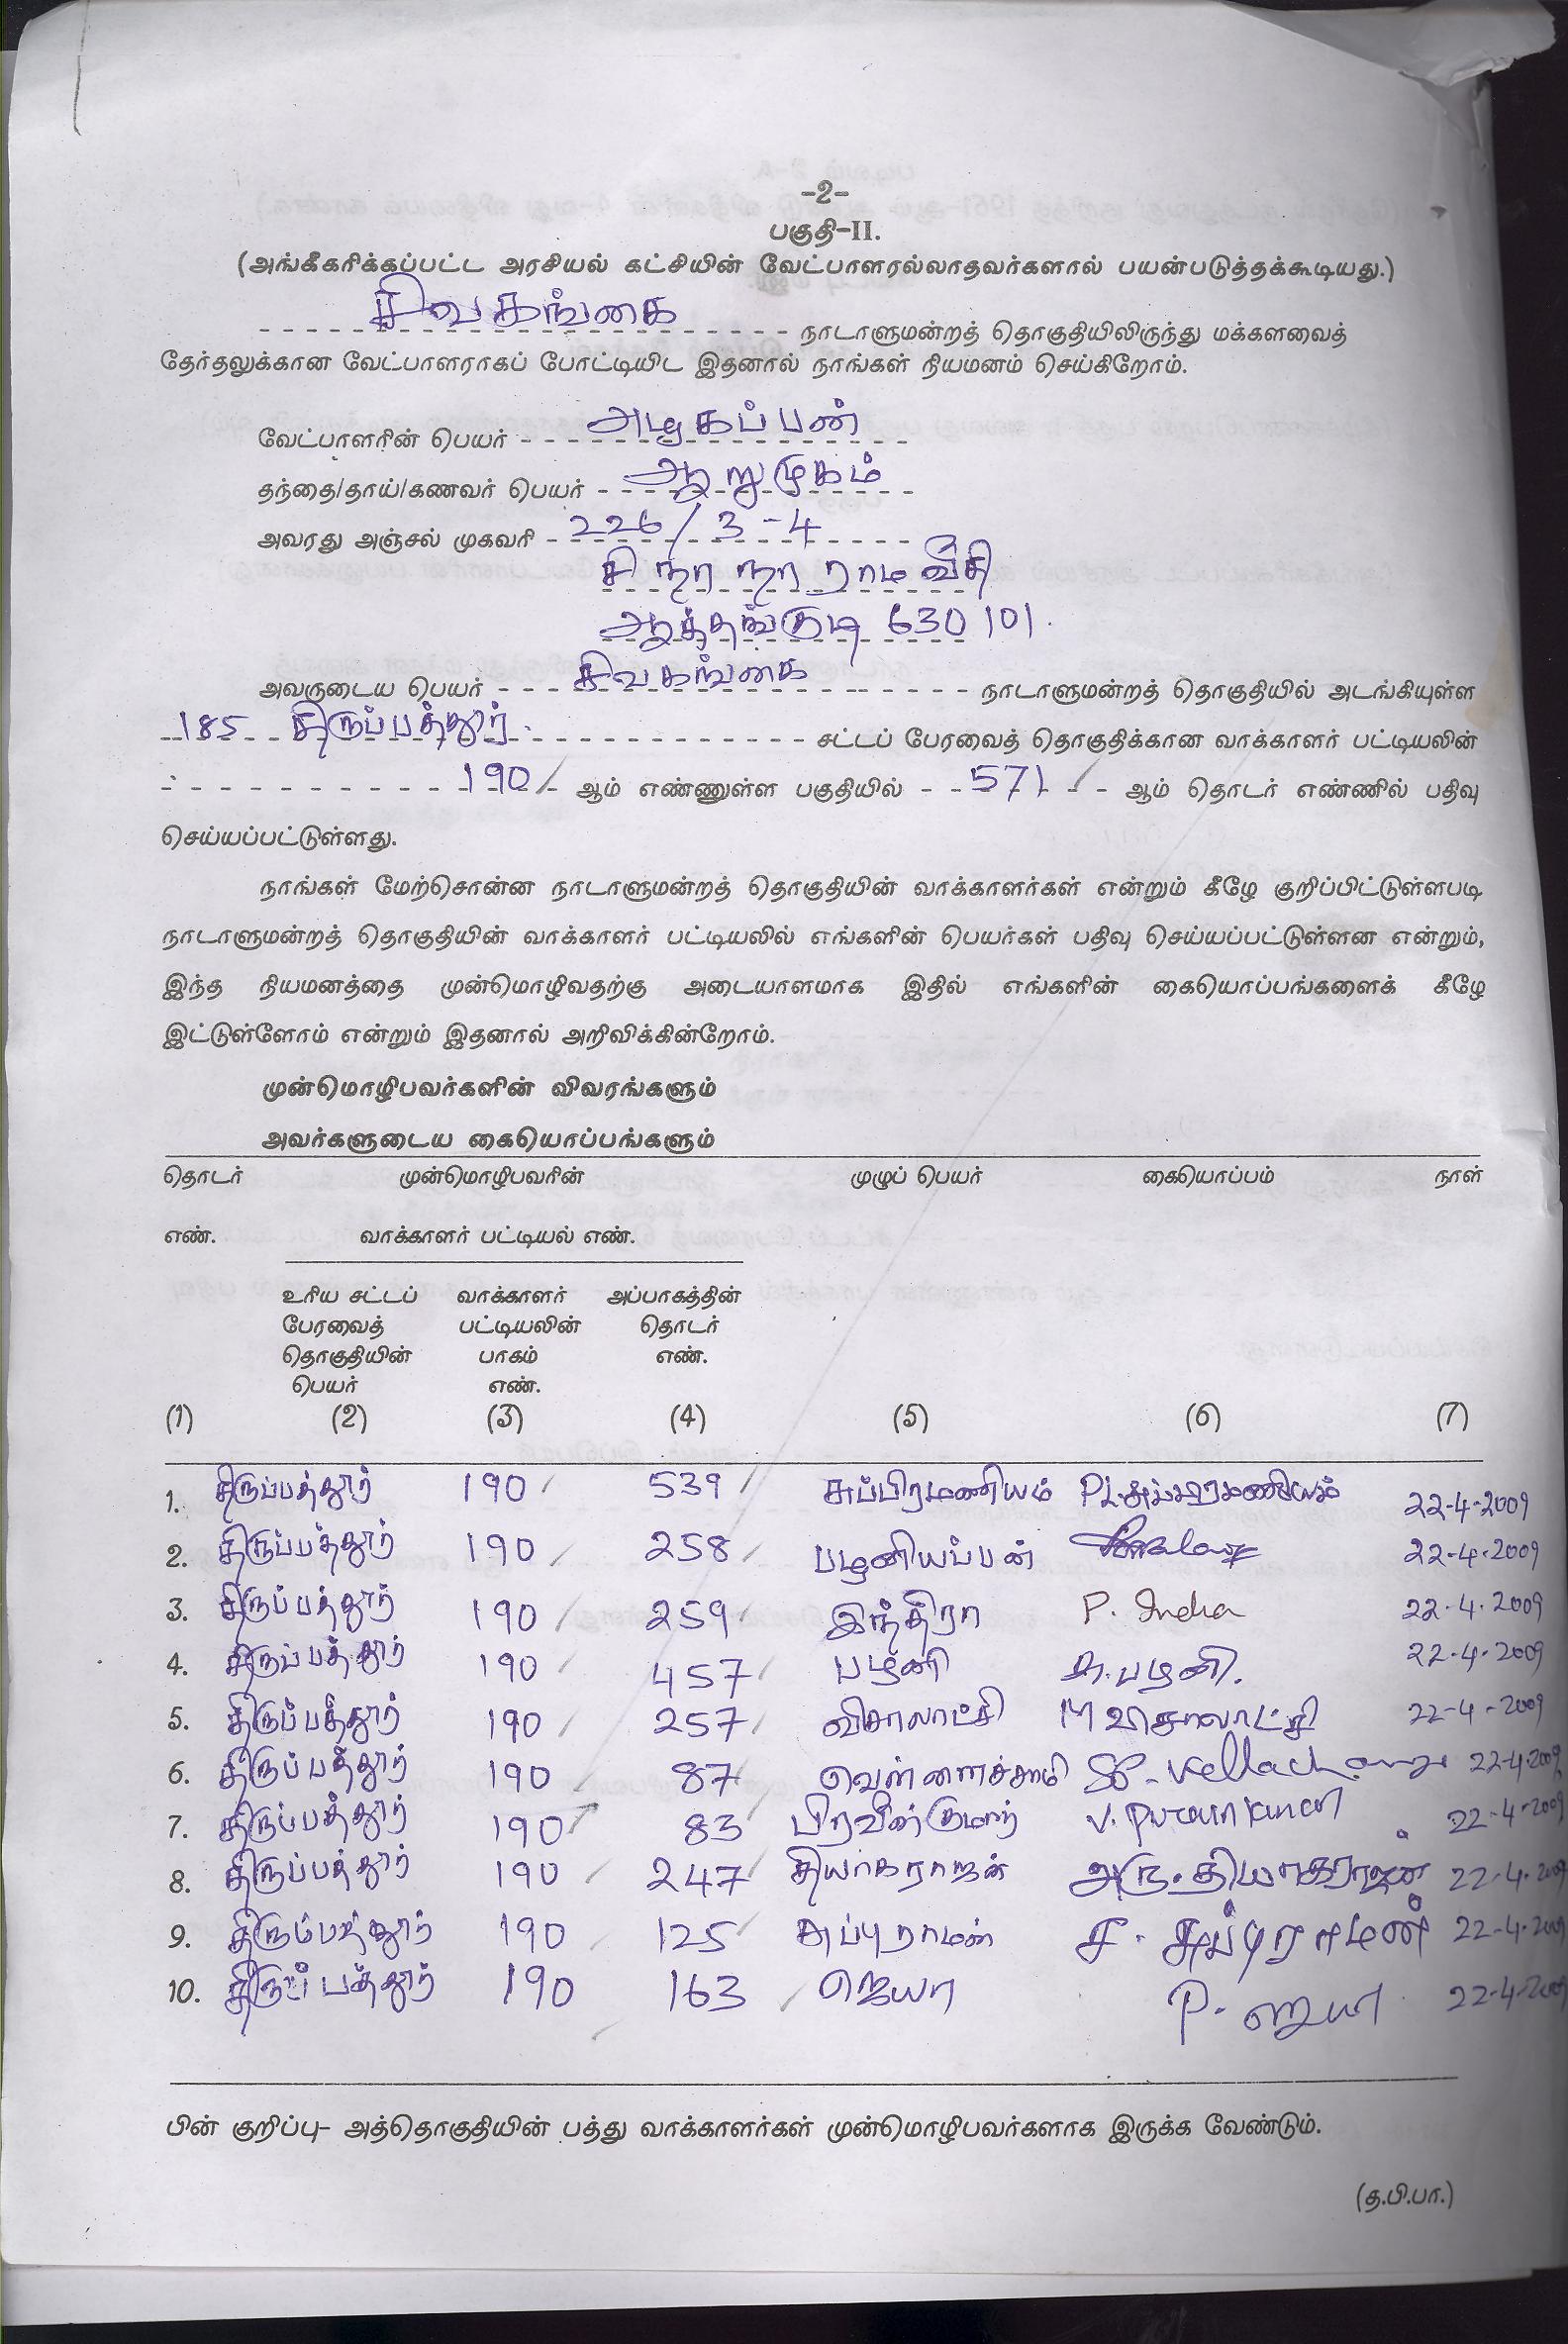 -2-
பகுதி-II.
(அங்கீகரிக்கப்பட்ட அரசியல் கட்சியின் வேட்பாளரல்லாதவர்களால் பயன்படுத்தக்கூடியது.)
சிவகங்கை நாடாளுமன்றத் தொகுதியிலிருந்து மக்களவைத்
தேர்தலுக்கான வேட்பாளராகப் போட்டியிட இதனால் நாங்கள் நியமனம் செய்கிறோம்.
வேட்பாளரின் பெயர் - அழகப்பன்
தந்தை/தாய்/கணவர் பெயர் - ஆறுமுகம்
அவரது அஞ்சல் முகவரி - 226/3-4
வீதி
ஆத்தங்குடி 630101.
அவருடைய பெயர் - சிவகங்கை - நாடாளுமன்றத் தொகுதியில் அடங்கியுள்ள
185 திருப்பத்தூர். - சட்டப் பேரவைத் தொகுதிக்கான வாக்காளர் பட்டியலின்
190 ஆம் எண்ணுள்ள பகுதியில் - 571 - ஆம் தொடர் எண்ணில் பதிவு
செய்யப்பட்டுள்ளது.
நாங்கள் மேற்சொன்ன நாடாளுமன்றத் தொகுதியின் வாக்காளர்கள் என்றும் கீழே குறிப்பிட்டுள்ளபடி
நாடாளுமன்றத் தொகுதியின் வாக்காளர் பட்டியலில் எங்களின் பெயர்கள் பதிவு செய்யப்பட்டுள்ளன என்றும்,
இந்த நியமனத்தை முன்மொழிவதற்கு அடையாளமாக இதில் எங்களின் கையொப்பங்களைக் கீழே
இட்டுள்ளோம் என்றும் இதனால் அறிவிக்கின்றோம்.
முன்மொழிபவர்களின் விவரங்களும்
அவர்களுடைய கையொப்பங்களும்
தொடர் முன்மொழிபவரின் முழுப் பெயர் கையொப்பம் நாள்
எண். வாக்காளர் பட்டியல் எண்.
உரிய சட்டப் வாக்காளர் அப்பாகத்தின்
பேரவைத் பட்டியலின் தொடர்
தொகுதியின் பாகம் எண்.
பெயர் எண்.
(1) (2) (3) (4) (5) (6) (7)
1. திருப்பத்தூர் 190 539 சுப்பிரமணியம் PL.சுப்பிரமணியம் 22-4-2009
2. திருப்பத்தூர் 190 258 பழனியப்பன் 22-4-2009
3. திருப்பத்தூர் 190 259 இந்திரா P. Indra 22-4-2009
4. திருப்பத்தூர் 190 457 பழனி பழனி. 22-4-2009
5. திருப்பத்தூர் 190 257 விசாலாட்சி M விசாலாட்சி 22-4-2009
6. திருப்பத்தூர் 190 87 வெள்ளைச்சாமி 22-4-2009
7. திருப்பத்தூர் 190 83 பிரவீன்குமார் 22-4-2009
8. திருப்பத்தூர் 190 247 தியாகராஜன் அரு.தியாகராஜன் 22-4-2009
9. திருப்பத்தூர் 190 125 சுப்புராமன் ச. சுப்புராமன் 22-4-2009
10. திருப்பத்தூர் 190 163 ஜெயா P. ஜெயா 22-4-2009
பின் குறிப்பு- அத்தொகுதியின் பத்து வாக்காளர்கள் முன்மொழிபவர்களாக இருக்க வேண்டும்.
(த.பி.பா.)